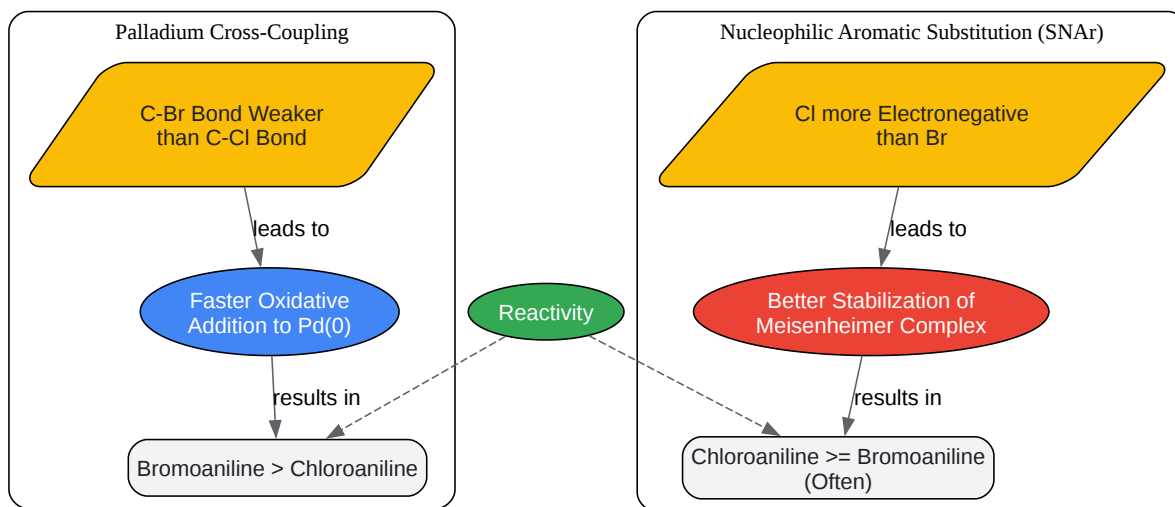 Palladium Cross-Coupling
C-Br Bond Weaker
than C-Cl Bond
leads to
Faster Oxidative
Addition to Pd(0)
results in
Bromoaniline > Chloroaniline
Reactivity
Nucleophilic Aromatic Substitution (SNAr)
Cl more Electronegative
than Br
leads to
Better Stabilization of
Meisenheimer Complex
results in
Chloroaniline >= Bromoaniline
(Often)